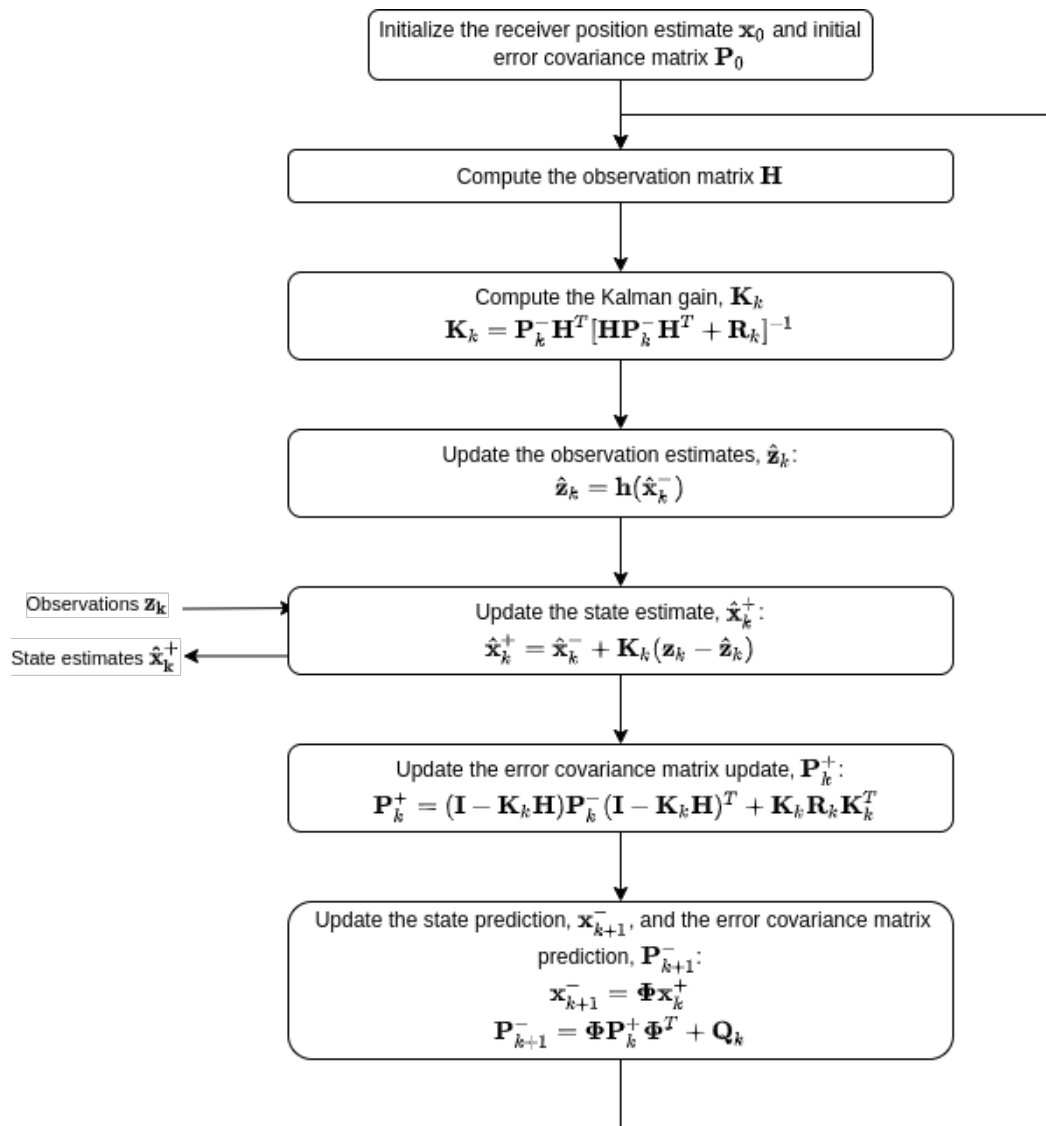 Initialize the receiver position estimate 𝐱₀ and initial
error covariance matrix 𝐏₀
Compute the observation matrix 𝐇
Compute the Kalman gain, 𝐊ₖ
𝐊ₖ = 𝐏ₖ⁻𝐇ᵀ[𝐇𝐏ₖ⁻𝐇ᵀ + 𝐑ₖ]⁻¹
Update the observation estimates, 𝐳̂ₖ:
𝐳̂ₖ = 𝐡(𝐱̂ₖ⁻)
Observations 𝐳ₖ
State estimates 𝐱̂ₖ⁺
Update the state estimate, 𝐱̂ₖ⁺:
𝐱̂ₖ⁺ = 𝐱̂ₖ⁻ + 𝐊ₖ(𝐳ₖ − 𝐳̂ₖ)
Update the error covariance matrix update, 𝐏ₖ⁺:
𝐏ₖ⁺ = (𝐈 − 𝐊ₖ𝐇)𝐏ₖ⁻(𝐈 − 𝐊ₖ𝐇)ᵀ + 𝐊ₖ𝐑ₖ𝐊ₖᵀ
Update the state prediction, 𝐱ₖ₊₁⁻, and the error covariance matrix
prediction, 𝐏ₖ₊₁⁻:
𝐱ₖ₊₁⁻ = 𝚽𝐱ₖ⁺
𝐏ₖ₊₁⁻ = 𝚽𝐏ₖ⁺𝚽ᵀ + 𝐐ₖ